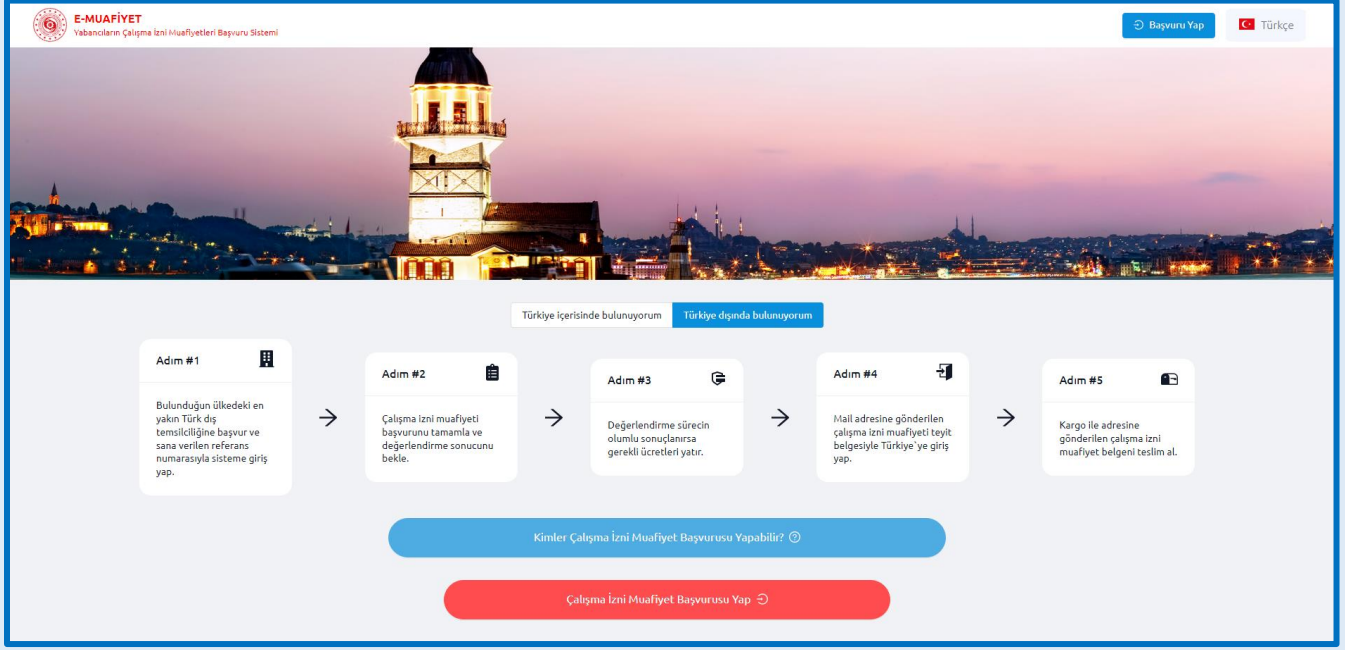 E-MUAFİYET
Yabancıların Çalışma İzni Muafiyetleri Başvuru Sistemi
Başvuru Yap
Türkçe
Türkiye içerisinde bulunuyorum
Türkiye dışında bulunuyorum
Adım #1
Bulunduğun ülkedeki en
yakın Türk dış
temsilciliğine başvur ve
sana verilen referans
numarasıyla sisteme giriş
yap.
Adım #2
Çalışma izni muafiyeti
başvurunu tamamla ve
değerlendirme sonucunu
bekle.
Adım #3
Değerlendirme sürecin
olumlu sonuçlanırsa
gerekli ücretleri yatır.
Adım #4
Mail adresine gönderilen
çalışma izni muafiyeti teyit
belgesiyle Türkiye`ye giriş
yap.
Adım #5
Kargo ile adresine
gönderilen çalışma izni
muafiyet belgeni teslim al.
Kimler Çalışma İzni Muafiyet Başvurusu Yapabilir?
Çalışma İzni Muafiyet Başvurusu Yap